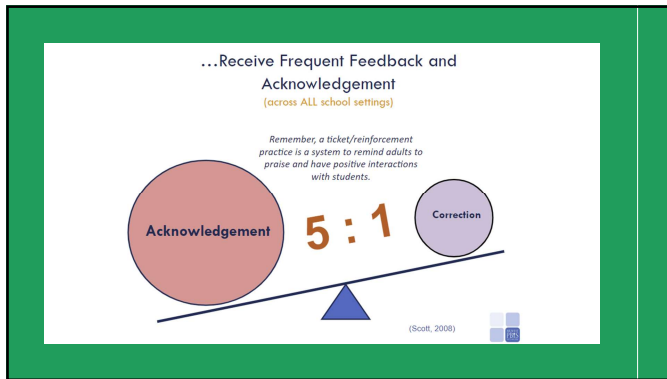 ...Receive Frequent Feedback and
Acknowledgement
(across ALL school settings)
Remember, a ticket/reinforcement
practice is a system to remind adults to
praise and have positive interactions
with students.
Acknowledgement
5 : 1
Correction
(Scott, 2008)